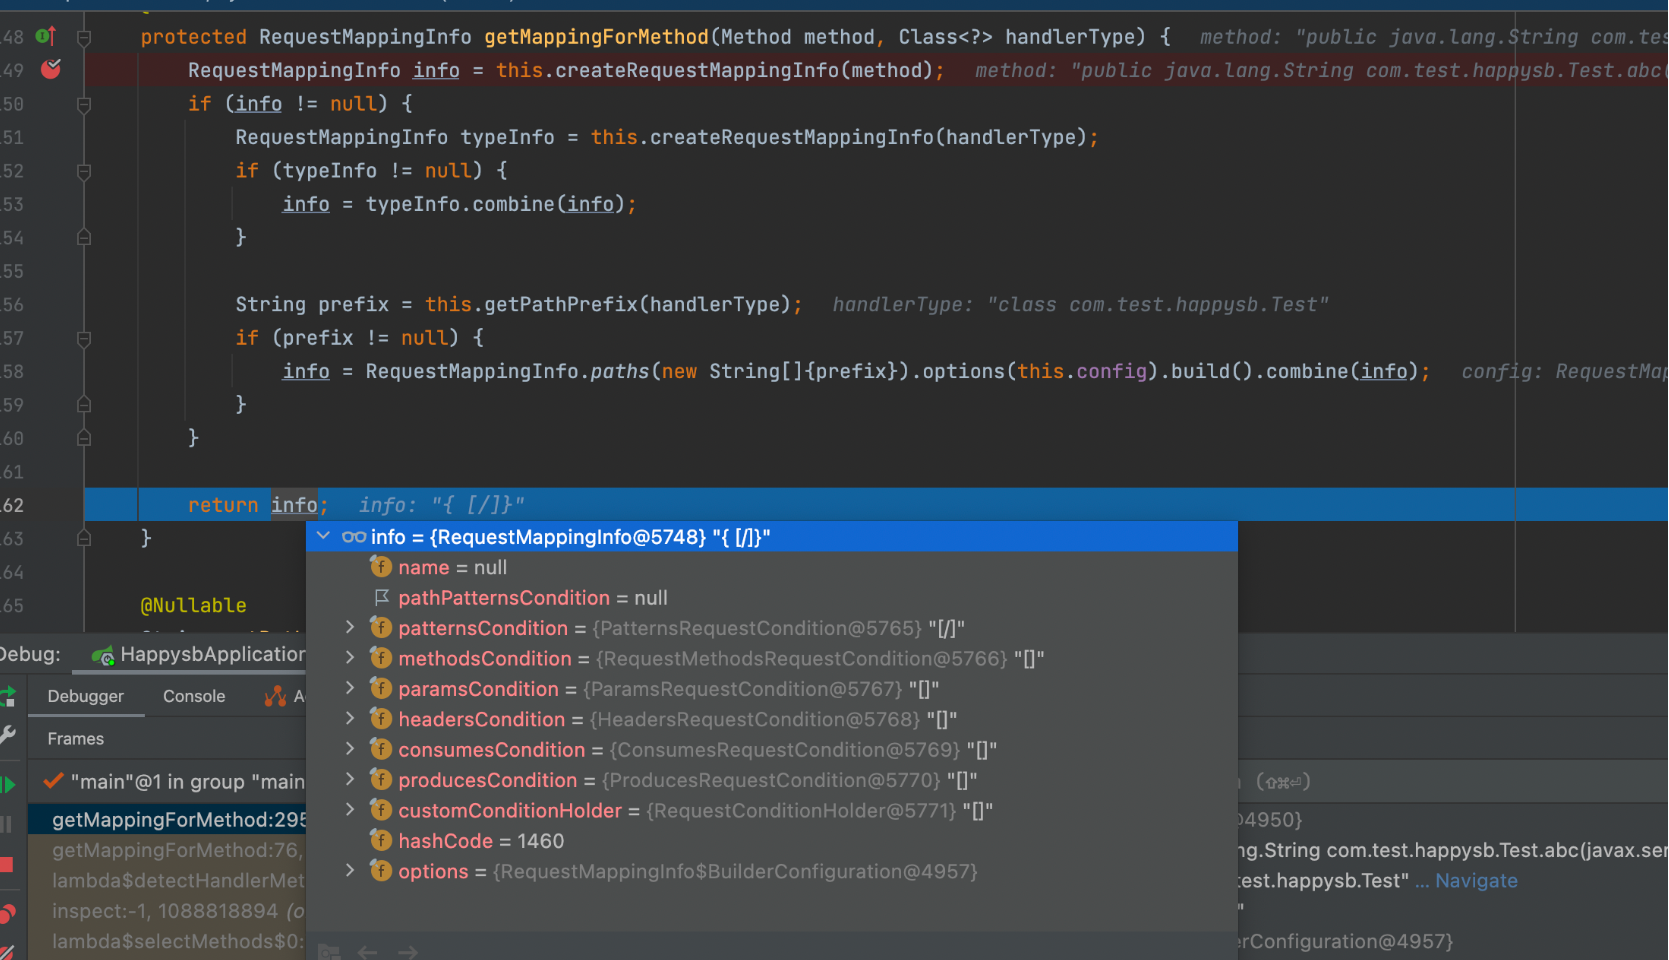 48 protected RequestMappingInfo getMappingForMethod(Method method, Class<?> handlerType) { method: "public java.lang.String com.tes
49 RequestMappingInfo info = this.createRequestMappingInfo(method); method: "public java.lang.String com.test.happysb.Test.abc(
50 if (info != null) {
51 RequestMappingInfo typeInfo = this.createRequestMappingInfo(handlerType);
52 if (typeInfo != null) {
53 info = typeInfo.combine(info);
54 }
55
56 String prefix = this.getPathPrefix(handlerType); handlerType: "class com.test.happysb.Test"
57 if (prefix != null) {
58 info = RequestMappingInfo.paths(new String[]{prefix}).options(this.config).build().combine(info); config: RequestMap
59 }
60 }
61
62 return info; info: "{ [/]}"
63 }
64
65 @Nullable
info = {RequestMappingInfo@5748} "{ [/]}"
name = null
pathPatternsCondition = null
patternsCondition = {PatternsRequestCondition@5765} "[/]"
methodsCondition = {RequestMethodsRequestCondition@5766} "[]"
paramsCondition = {ParamsRequestCondition@5767} "[]"
headersCondition = {HeadersRequestCondition@5768} "[]"
consumesCondition = {ConsumesRequestCondition@5769} "[]"
producesCondition = {ProducesRequestCondition@5770} "[]"
customConditionHolder = {RequestConditionHolder@5771} "[]"
hashCode = 1460
options = {RequestMappingInfo$BuilderConfiguration@4957}
Debug: HappysbApplication
Debugger Console A
Frames
"main"@1 in group "main
getMappingForMethod:295
getMappingForMethod:76,
lambda$detectHandlerMet
inspect:-1, 1088818894 (o
lambda$selectMethods$0:
(⇧⌘⏎)
@4950}
ng.String com.test.happysb.Test.abc(javax.ser
test.happysb.Test" ... Navigate
"
erConfiguration@4957}